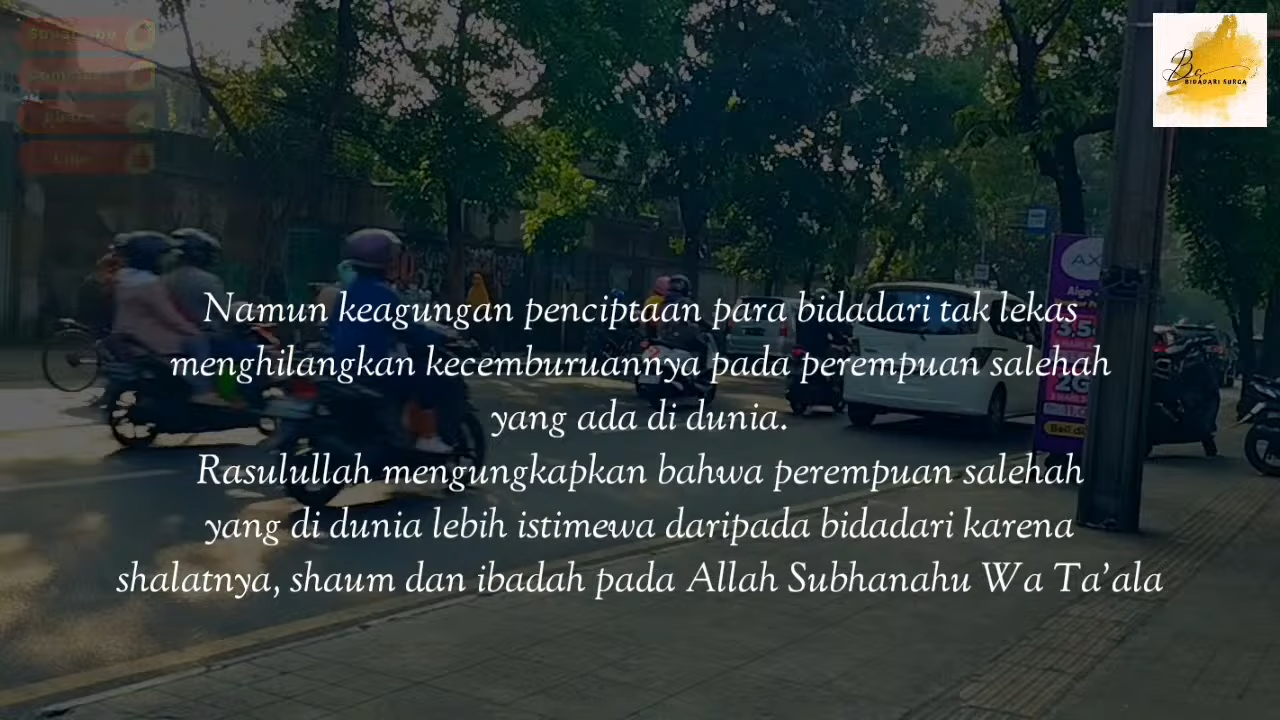 BIDADARI SURGA
Namun keagungan penciptaan para bidadari tak lekas
menghilangkan kecemburuannya pada perempuan salehah
yang ada di dunia.
Rasulullah mengungkapkan bahwa perempuan salehah
yang di dunia lebih istimewa daripada bidadari karena
shalatnya, shaum dan ibadah pada Allah Subhanahu Wa Ta'ala